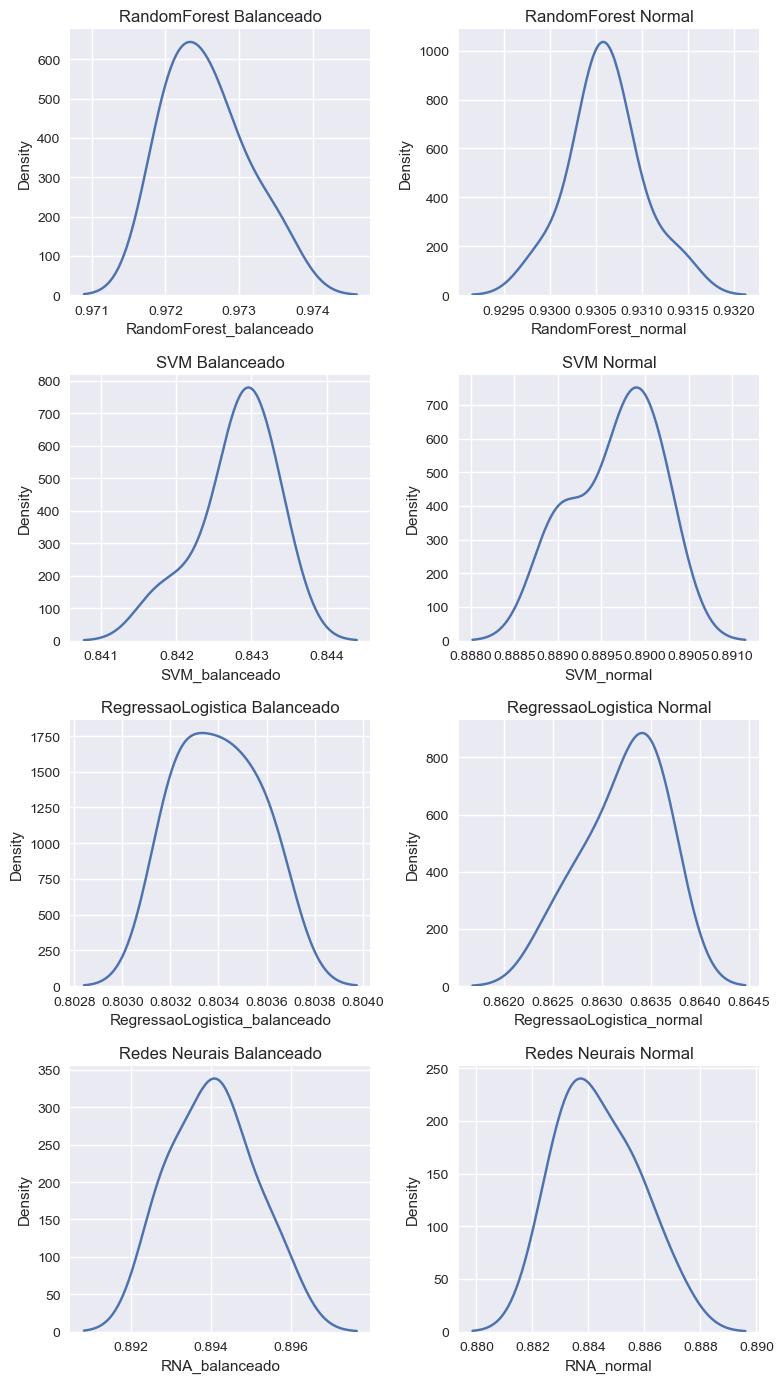 RandomForest Balanceado
RandomForest Normal
600
500
400
300
200
100
0
Density
0.971 0.972 0.973 0.974
RandomForest_balanceado
1000
800
600
400
200
0
Density
0.9295 0.9300 0.9305 0.9310 0.9315 0.9320
RandomForest_normal
SVM Balanceado
SVM Normal
800
700
600
500
400
300
200
100
0
Density
0.841 0.842 0.843 0.844
SVM_balanceado
700
600
500
400
300
200
100
0
Density
0.8880 0.8885 0.8890 0.8895 0.8900 0.8905 0.8910
SVM_normal
RegressaoLogistica Balanceado
RegressaoLogistica Normal
1750
1500
1250
1000
750
500
250
0
Density
0.8028 0.8030 0.8032 0.8034 0.8036 0.8038 0.8040
RegressaoLogistica_balanceado
800
600
400
200
0
Density
0.8620 0.8625 0.8630 0.8635 0.8640 0.8645
RegressaoLogistica_normal
Redes Neurais Balanceado
Redes Neurais Normal
350
300
250
200
150
100
50
0
Density
0.892 0.894 0.896
RNA_balanceado
250
200
150
100
50
0
Density
0.880 0.882 0.884 0.886 0.888 0.890
RNA_normal